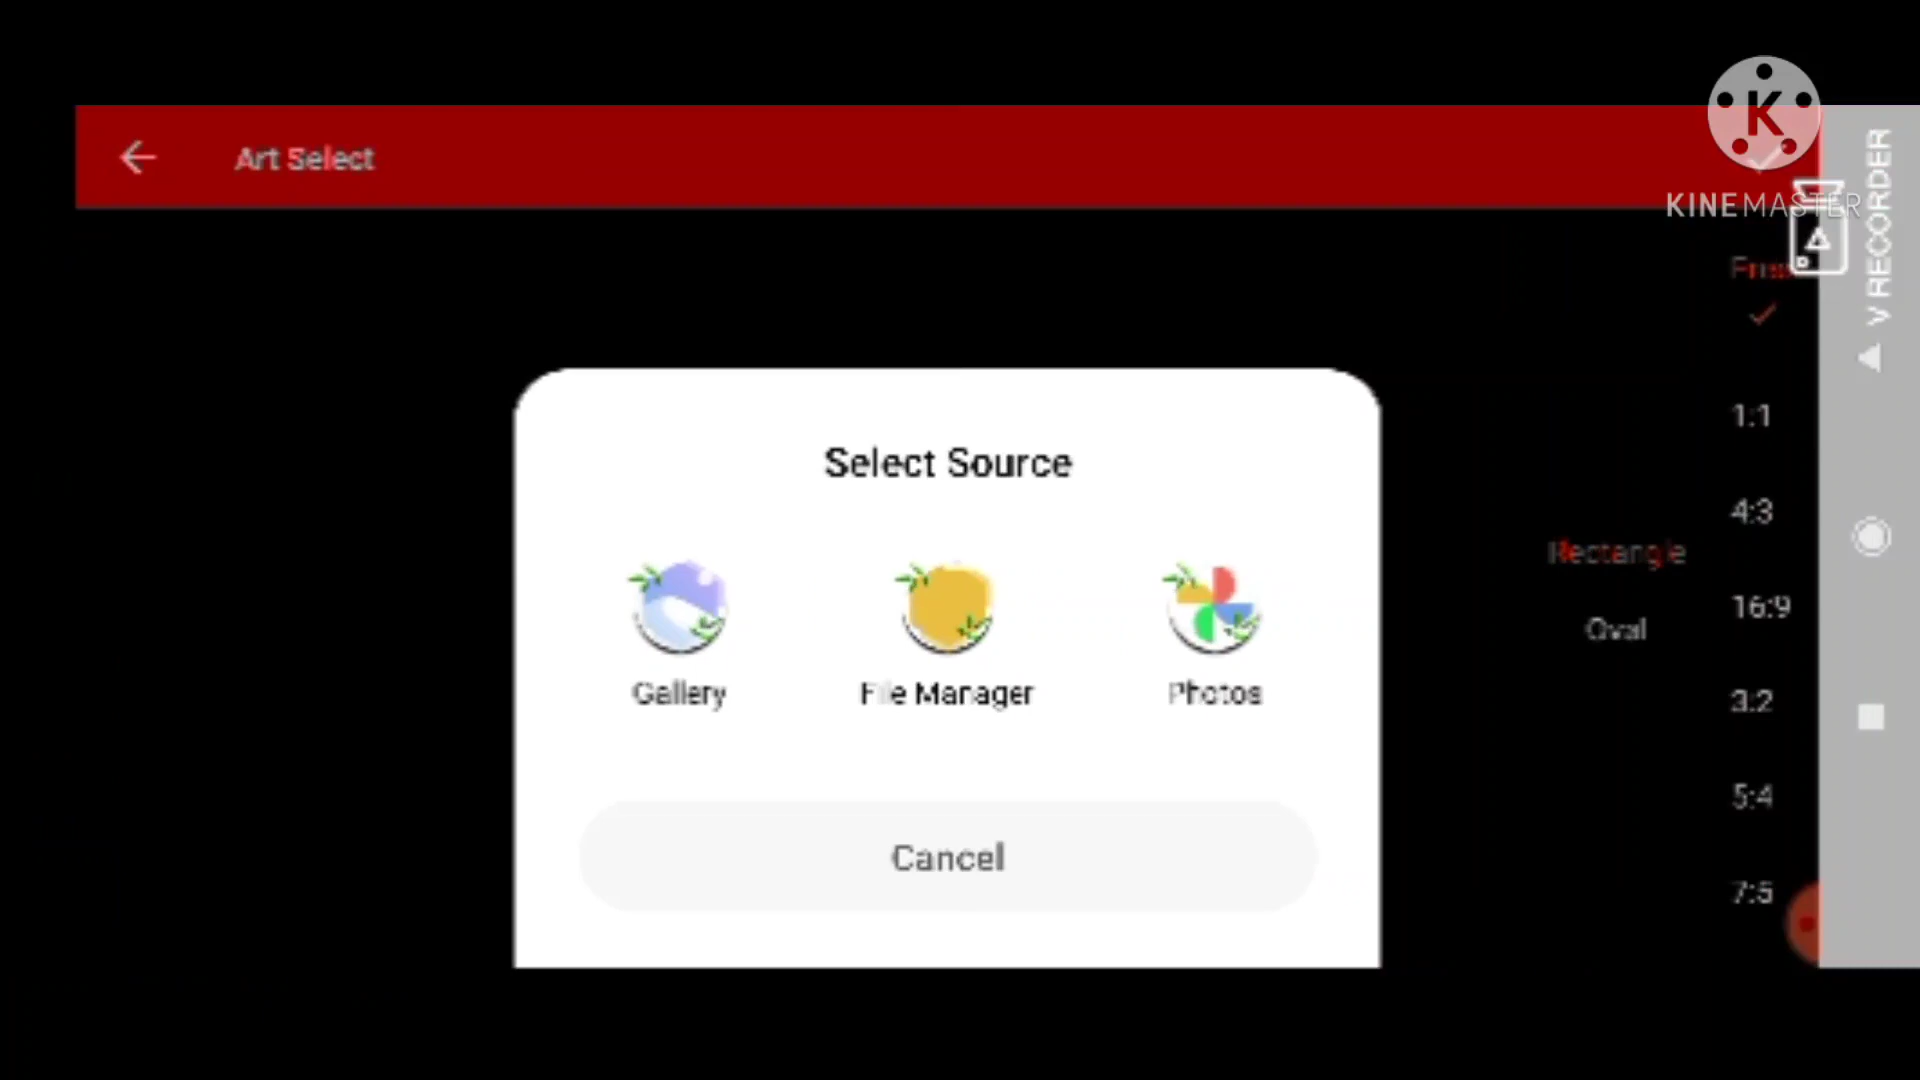 Art Select
KINEMASTER
V RECORDER
Select Source
Gallery
File Manager
Photos
Cancel
Rectangle
Oval
1:1
4:3
16:9
3:2
5:4
7:5